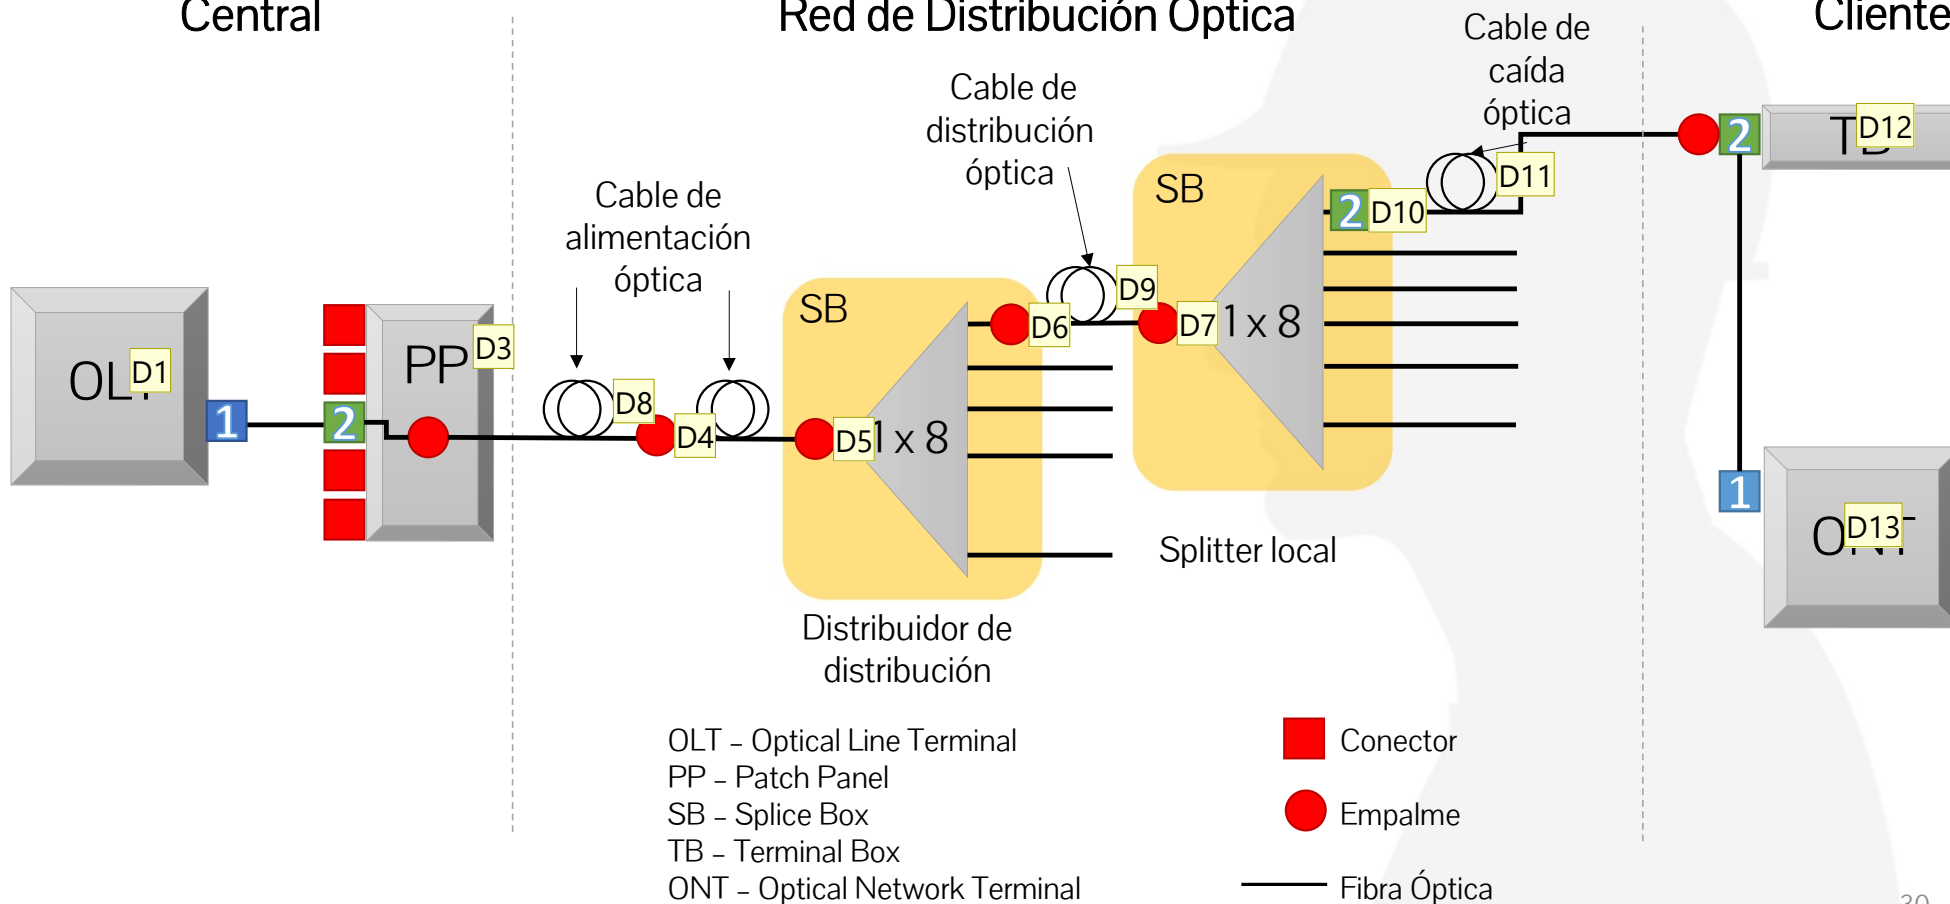 Central
Red de Distribución Óptica
Cliente
Cable de
caída
óptica
Cable de
distribución
óptica
Cable de
alimentación
óptica
2
D12
SB
D11
2
D10
SB
D9
D6
D7
1 x 8
PP
D3
D1
1
2
D8
D4
D5
1 x 8
1
D13
Splitter local
Distribuidor de
distribución
OLT – Optical Line Terminal
PP – Patch Panel
SB – Splice Box
TB – Terminal Box
ONT – Optical Network Terminal
Conector
Empalme
Fibra Óptica